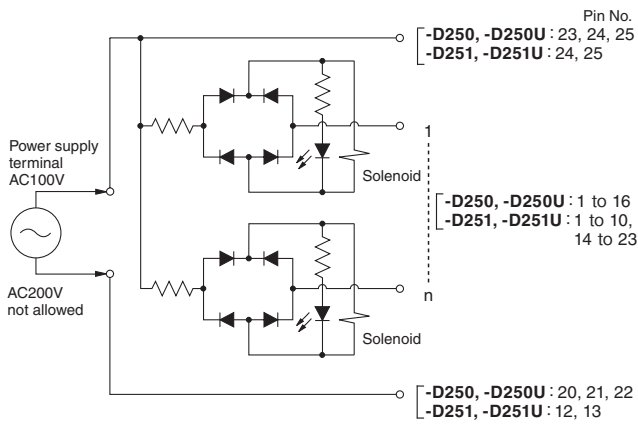 Pin No.
-D250, -D250U : 23, 24, 25
-D251, -D251U : 24, 25
1
Power supply
terminal
AC100V
Solenoid
-D250, -D250U : 1 to 16
-D251, -D251U : 1 to 10,
14 to 23
AC200V
not allowed
n
Solenoid
-D250, -D250U : 20, 21, 22
-D251, -D251U : 12, 13